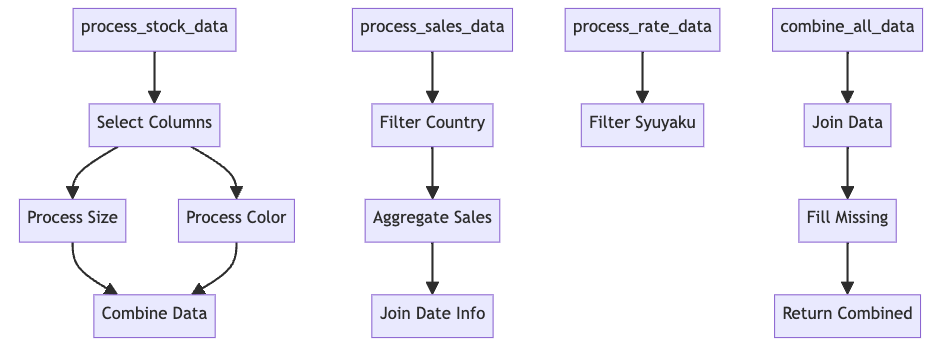 process_stock_data
process_sales_data
process_rate_data
combine_all_data
Select Columns
Filter Country
Filter Syuyaku
Join Data
Process Size
Process Color
Aggregate Sales
Fill Missing
Combine Data
Join Date Info
Return Combined